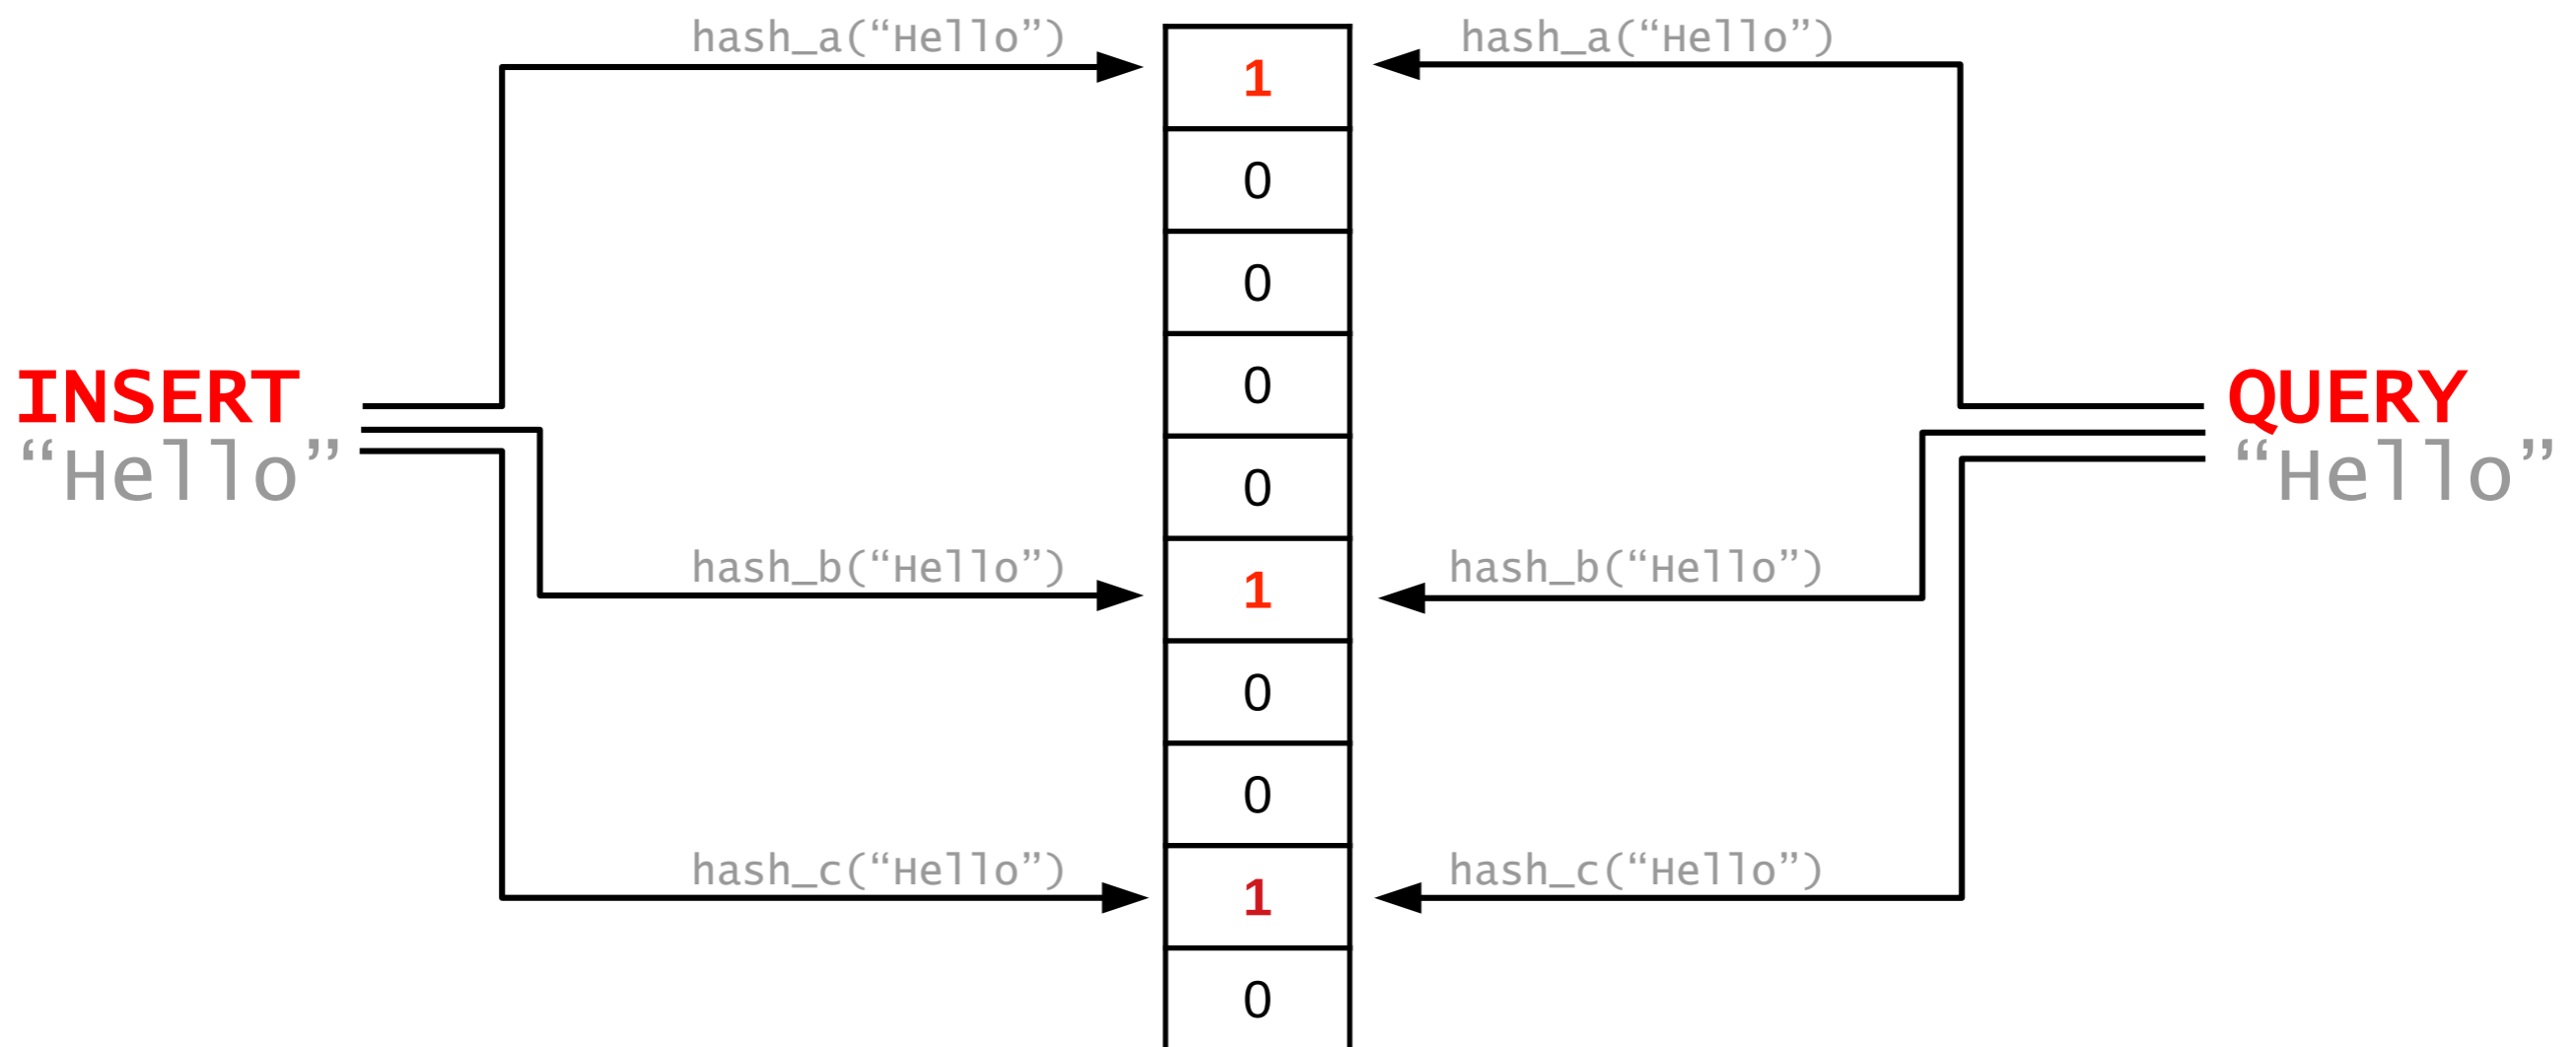 hash_a(“Hello”)
1
hash_a(“Hello”)
0
0
0
INSERT
“Hello”
QUERY
“Hello”
0
hash_b(“Hello”)
1
hash_b(“Hello”)
0
0
hash_c(“Hello”)
1
hash_c(“Hello”)
0